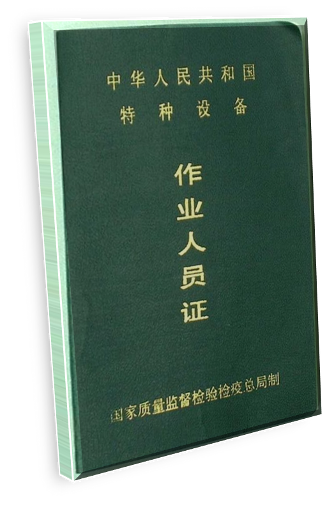 中华人民共和国
特种设备
作业人员证
国家质量监督检验检疫总局制